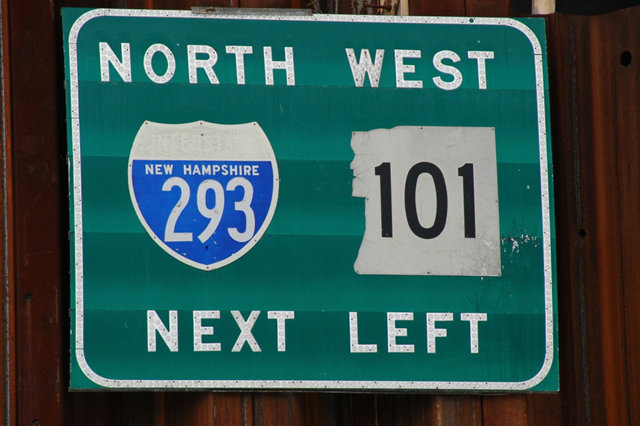 NORTH WEST
NEW HAMPSHIRE
293 101
NEXT LEFT